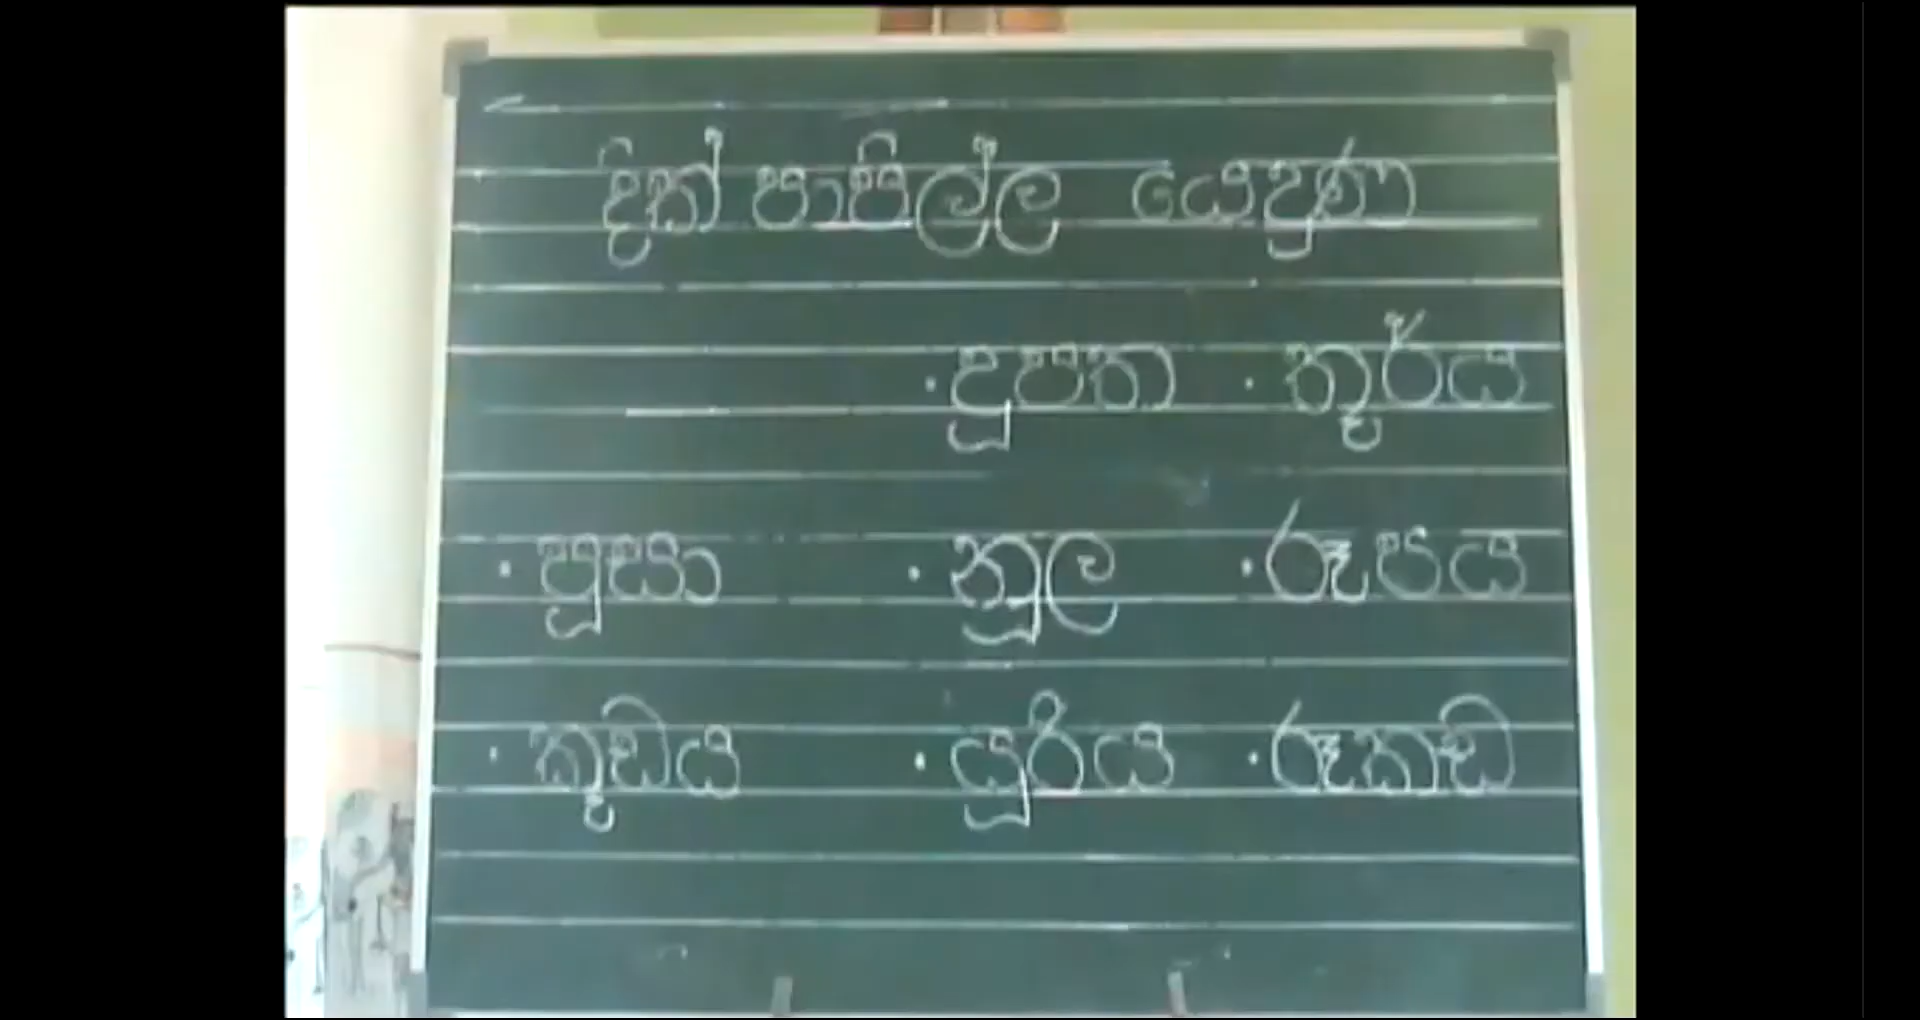 දික් පාපිල්ල යෙදුණ
· දූපත · තූර්ය
· පූසා · නූල · රූපය
· කූඩය · යූරිය · රූකඩ